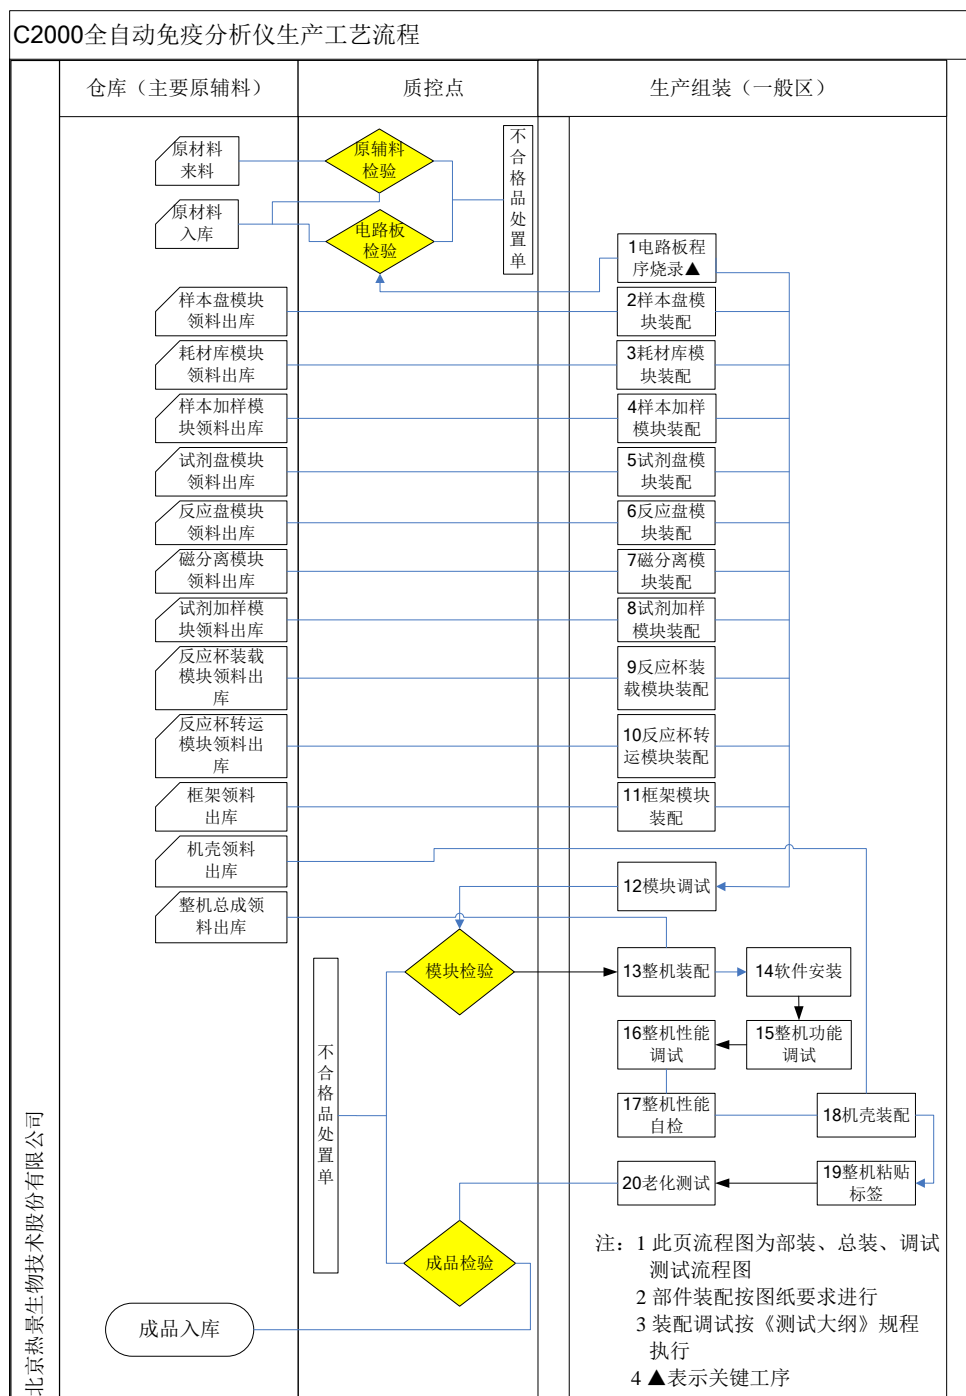 C2000全自动免疫分析仪生产工艺流程
仓库（主要原辅料）
质控点
生产组装（一般区）
原材料
来料
原辅料
检验
不合格品处置单
原材料
入库
电路板
检验
1电路板程
序烧录▲
样本盘模块
领料出库
2样本盘模
块装配
耗材库模块
领料出库
3耗材库模
块装配
样本加样模
块领料出库
4样本加样
模块装配
试剂盘模块
领料出库
5试剂盘模
块装配
反应盘模块
领料出库
6反应盘模
块装配
磁分离模块
领料出库
7磁分离模
块装配
试剂加样模
块领料出库
8试剂加样
模块装配
反应杯装载
模块领料出
库
9反应杯装
载模块装配
反应杯转运
模块领料出
库
10反应杯转
运模块装配
框架领料
出库
11框架模块
装配
机壳领料
出库
12模块调试
整机总成领
料出库
模块检验
13整机装配
14软件安装
不合格品处置单
16整机性能
调试
15整机功能
调试
17整机性能
自检
18机壳装配
20老化测试
19整机粘贴
标签
成品检验
成品入库
注：1 此页流程图为部装、总装、调试
测试流程图
2 部件装配按图纸要求进行
3 装配调试按《测试大纲》规程
执行
4 ▲表示关键工序
北京热景生物技术股份有限公司